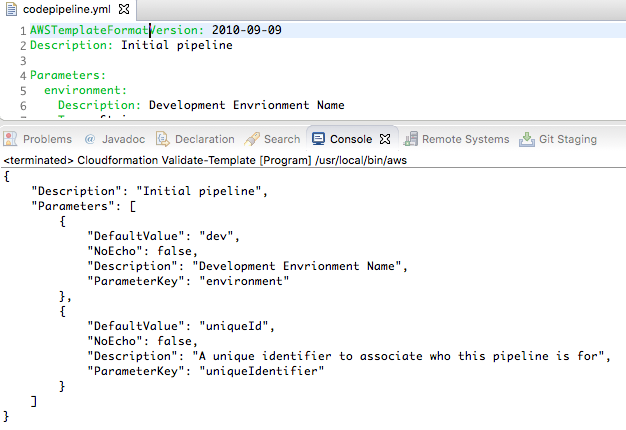 codepipeline.yml
1 AWSTemplateFormatVersion: 2010-09-09
2 Description: Initial pipeline
3
4 Parameters:
5   environment:
6     Description: Development Envrionment Name
Problems @ Javadoc Declaration Search Console Remote Systems Git Staging
<terminated> Cloudformation Validate-Template [Program] /usr/local/bin/aws
{
    "Description": "Initial pipeline",
    "Parameters": [
        {
            "DefaultValue": "dev",
            "NoEcho": false,
            "Description": "Development Envrionment Name",
            "ParameterKey": "environment"
        },
        {
            "DefaultValue": "uniqueId",
            "NoEcho": false,
            "Description": "A unique identifier to associate who this pipeline is for",
            "ParameterKey": "uniqueIdentifier"
        }
    ]
}